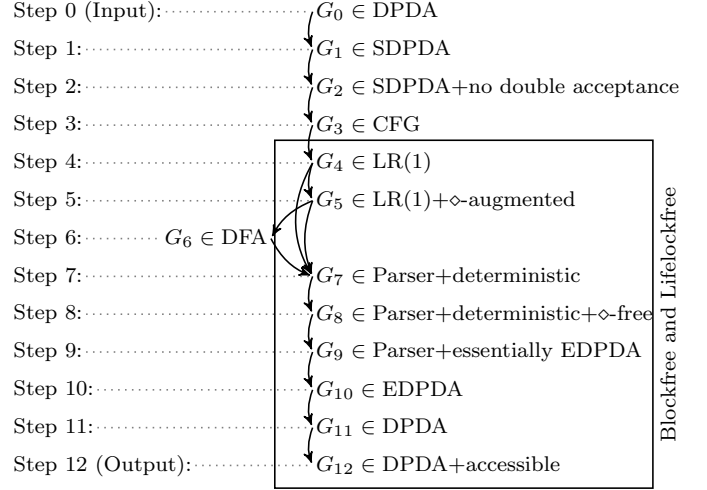 Step 0 (Input): G₀ ∈ DPDA
Step 1: G₁ ∈ SDPDA
Step 2: G₂ ∈ SDPDA+no double acceptance
Step 3: G₃ ∈ CFG
Step 4: G₄ ∈ LR(1)
Step 5: G₅ ∈ LR(1)+⋄-augmented
Step 6: G₆ ∈ DFA
Step 7: G₇ ∈ Parser+deterministic
Step 8: G₈ ∈ Parser+deterministic+⋄-free
Step 9: G₉ ∈ Parser+essentially EDPDA
Step 10: G₁₀ ∈ EDPDA
Step 11: G₁₁ ∈ DPDA
Step 12 (Output): G₁₂ ∈ DPDA+accessible
Blockfree and Lifelockfree